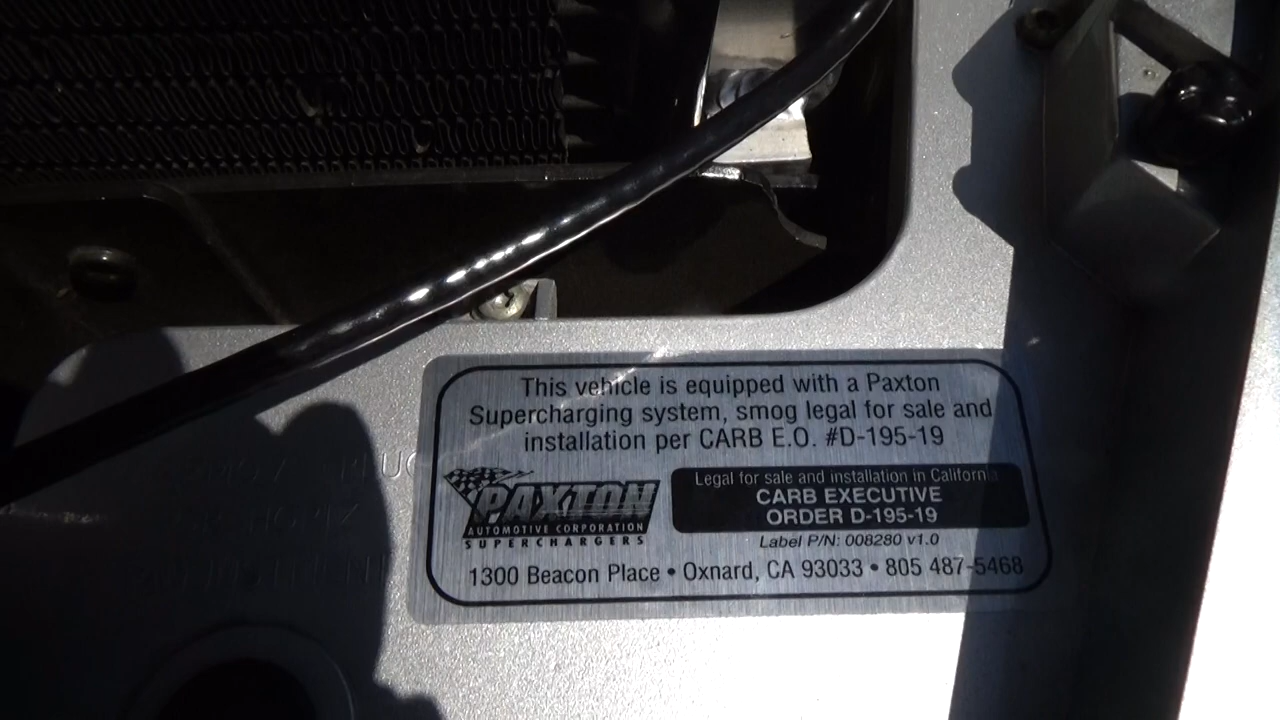 This vehicle is equipped with a Paxton
Supercharging system, smog legal for sale and
installation per CARB E.O. #D-195-19
PAXTON
AUTOMOTIVE CORPORATION
SUPERCHARGERS
Legal for sale and installation in California
CARB EXECUTIVE
ORDER D-195-19
Label P/N: 008280 v1.0
1300 Beacon Place • Oxnard, CA 93033 • 805 487-5468